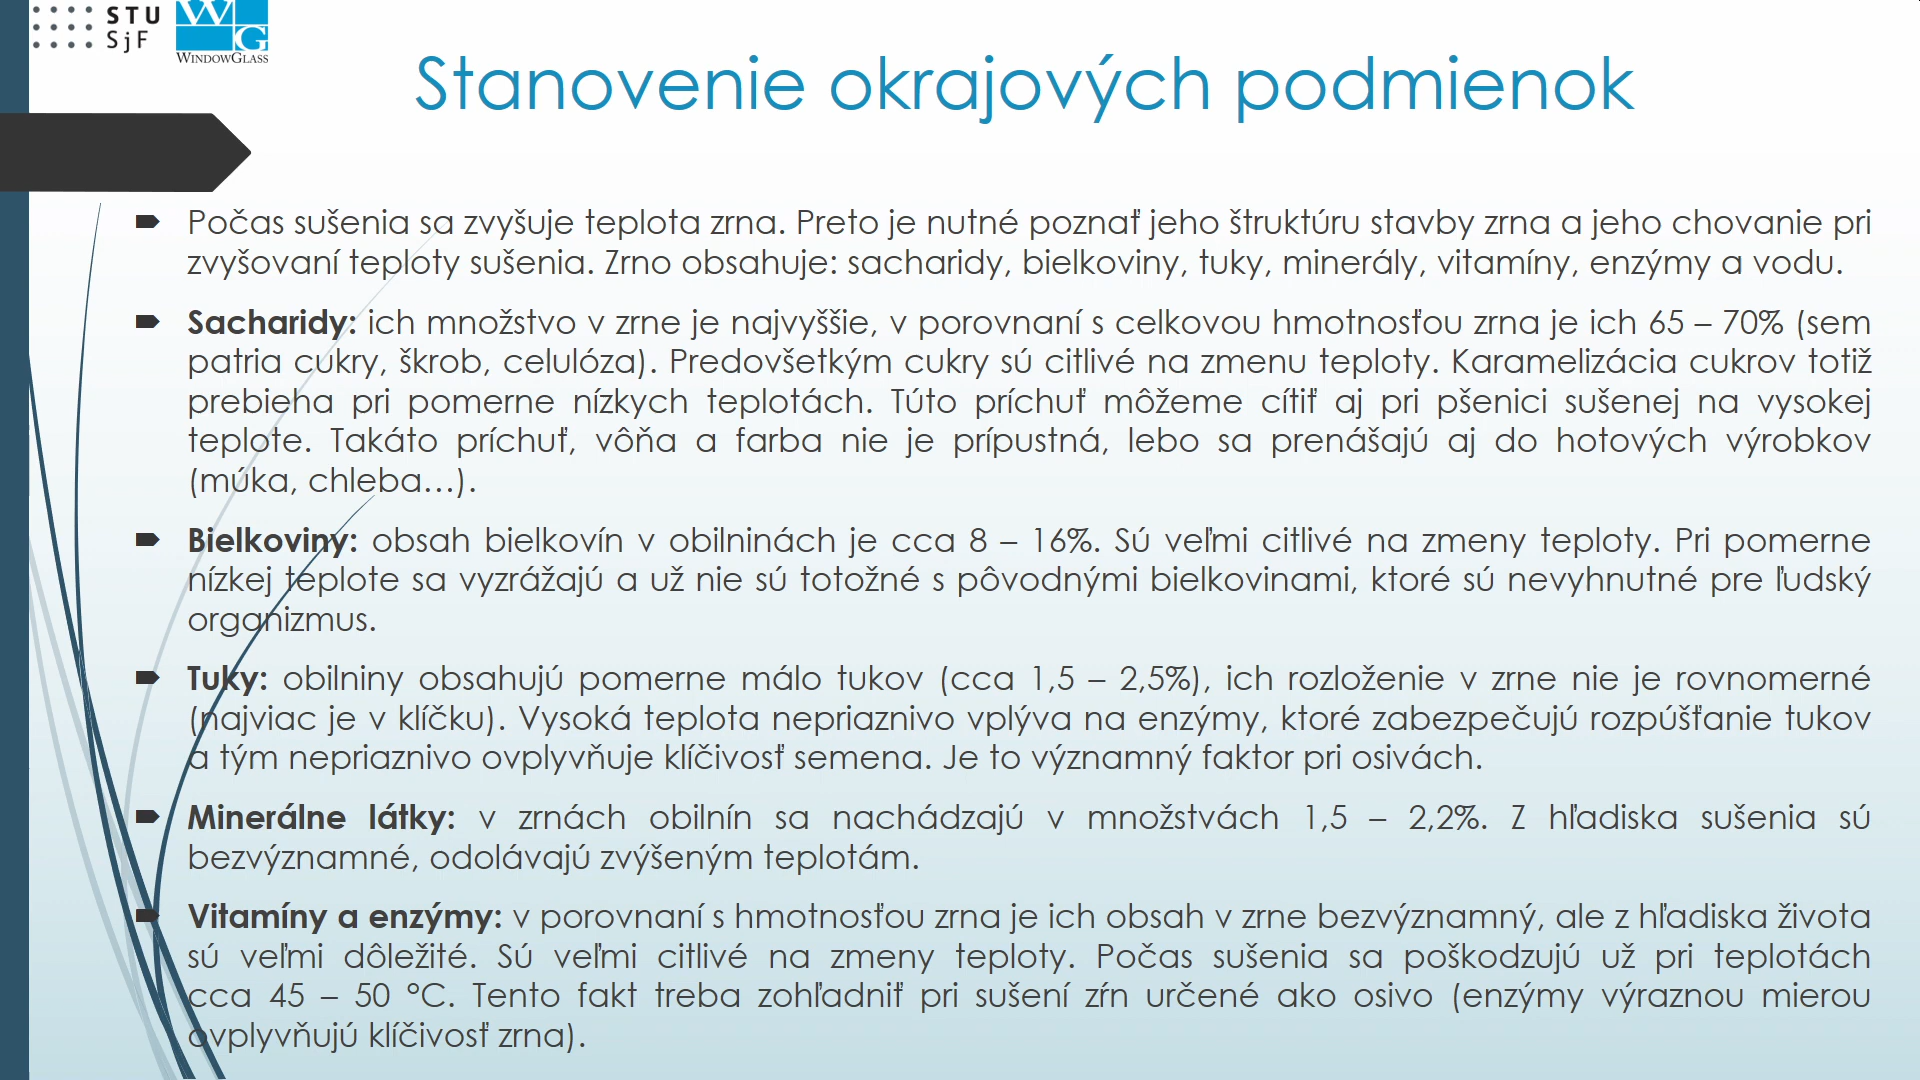 STU
SjF
WG
WINDOWGLASS
Stanovenie okrajových podmienok
Počas sušenia sa zvyšuje teplota zrna. Preto je nutné poznať jeho štruktúru stavby zrna a jeho chovanie pri
zvyšovaní teploty sušenia. Zrno obsahuje: sacharidy, bielkoviny, tuky, minerály, vitamíny, enzýmy a vodu.
Sacharidy: ich množstvo v zrne je najvyššie, v porovnaní s celkovou hmotnosťou zrna je ich 65 – 70% (sem
patria cukry, škrob, celulóza). Predovšetkým cukry sú citlivé na zmenu teploty. Karamelizácia cukrov totiž
prebieha pri pomerne nízkych teplotách. Túto príchuť môžeme cítiť aj pri pšenici sušenej na vysokej
teplote. Takáto príchuť, vôňa a farba nie je prípustná, lebo sa prenášajú aj do hotových výrobkov
(múka, chleba…).
Bielkoviny: obsah bielkovín v obilninách je cca 8 – 16%. Sú veľmi citlivé na zmeny teploty. Pri pomerne
nízkej teplote sa vyzrážajú a už nie sú totožné s pôvodnými bielkovinami, ktoré sú nevyhnutné pre ľudský
organizmus.
Tuky: obilniny obsahujú pomerne málo tukov (cca 1,5 – 2,5%), ich rozloženie v zrne nie je rovnomerné
(najviac je v klíčku). Vysoká teplota nepriaznivo vplýva na enzýmy, ktoré zabezpečujú rozpúšťanie tukov
a tým nepriaznivo ovplyvňuje klíčivosť semena. Je to významný faktor pri osivách.
Minerálne látky: v zrnách obilnín sa nachádzajú v množstvách 1,5 – 2,2%. Z hľadiska sušenia sú
bezvýznamné, odolávajú zvýšeným teplotám.
Vitamíny a enzýmy: v porovnaní s hmotnosťou zrna je ich obsah v zrne bezvýznamný, ale z hľadiska života
sú veľmi dôležité. Sú veľmi citlivé na zmeny teploty. Počas sušenia sa poškodzujú už pri teplotách
cca 45 – 50 °C. Tento fakt treba zohľadniť pri sušení zŕn určené ako osivo (enzýmy výraznou mierou
ovplyvňujú klíčivosť zrna).